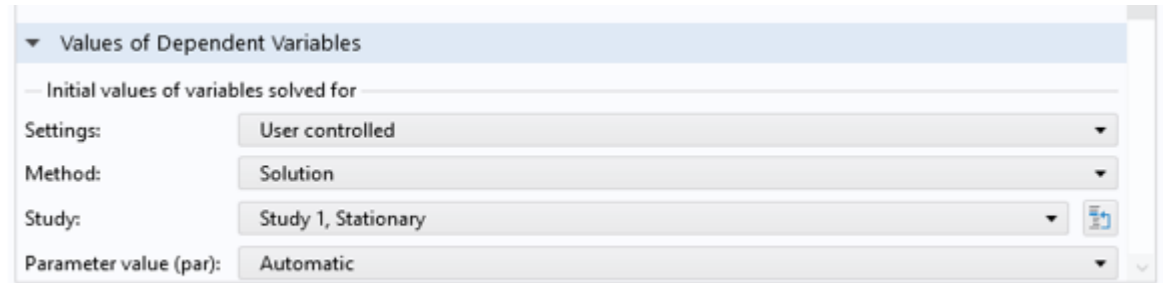 Values of Dependent Variables
Initial values of variables solved for
Settings: User controlled
Method: Solution
Study: Study 1, Stationary
Parameter value (par): Automatic